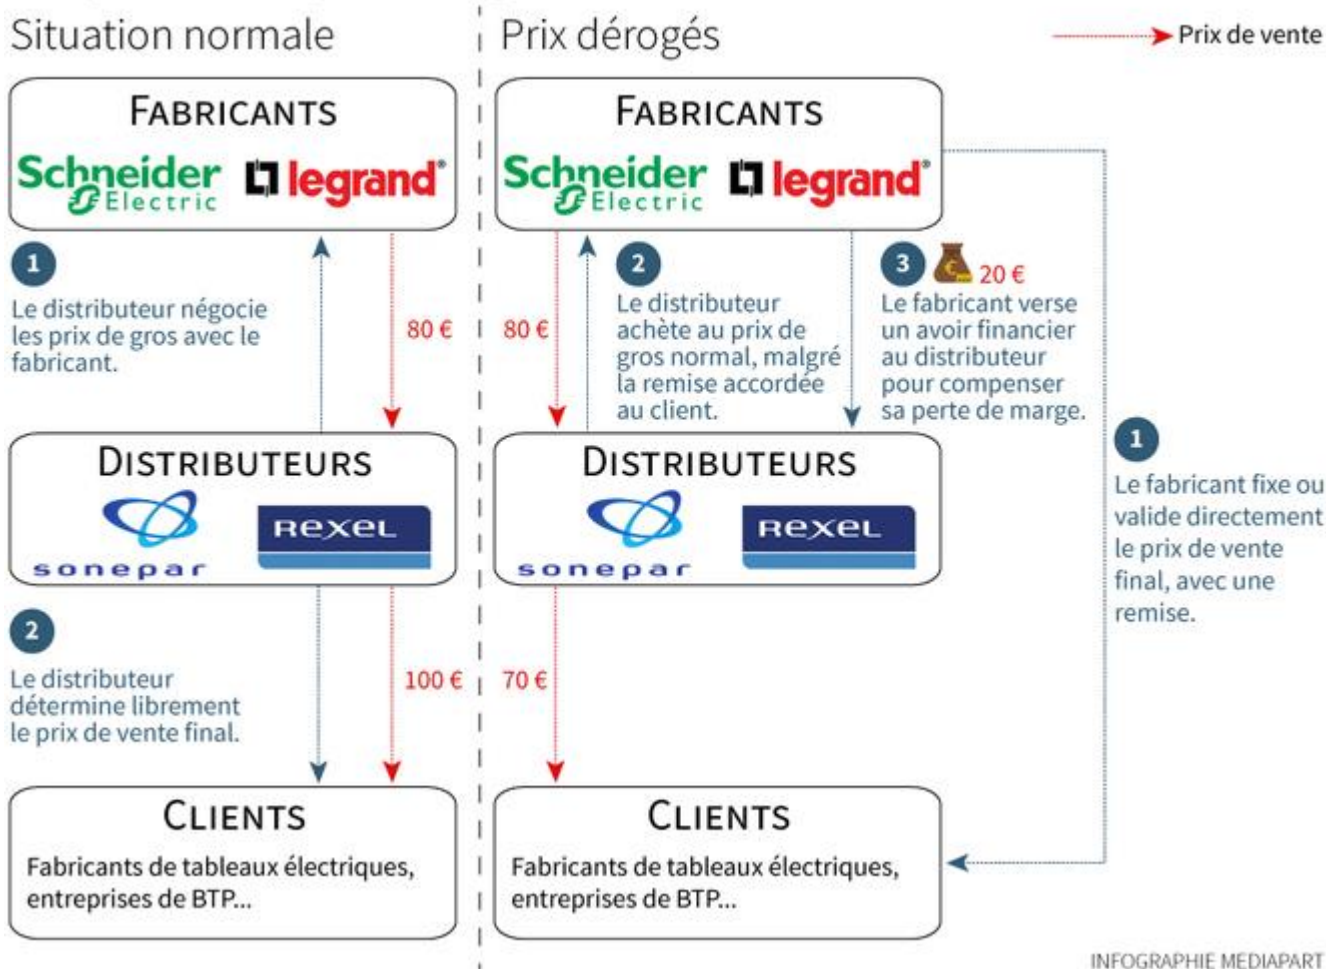 Situation normale
Prix dérogés
Prix de vente
FABRICANTS
Schneider
Electric
legrand®
1
Le distributeur négocie
les prix de gros avec le
fabricant.
80 €
DISTRIBUTEURS
sonepar
REXEL
2
Le distributeur
détermine librement
le prix de vente final.
100 €
CLIENTS
Fabricants de tableaux électriques,
entreprises de BTP...
FABRICANTS
Schneider
Electric
legrand®
80 €
2
Le distributeur
achète au prix de
gros normal, malgré
la remise accordée
au client.
3
€
20 €
Le fabricant verse
un avoir financier
au distributeur
pour compenser
sa perte de marge.
1
Le fabricant fixe ou
valide directement
le prix de vente
final, avec une
remise.
DISTRIBUTEURS
sonepar
REXEL
70 €
CLIENTS
Fabricants de tableaux électriques,
entreprises de BTP...
INFOGRAPHIE MEDIAPART